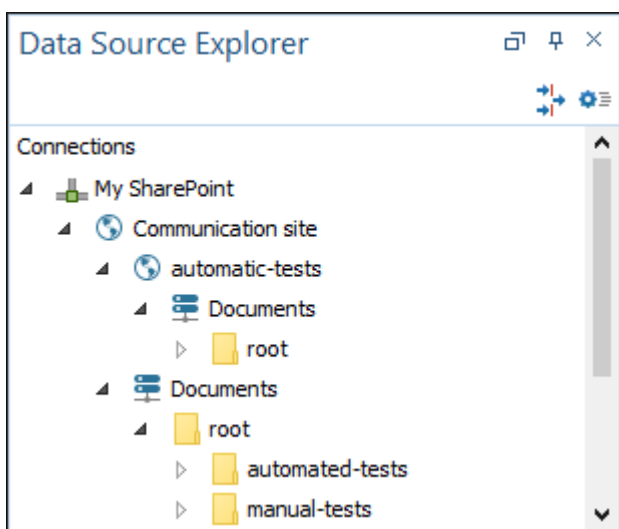 Data Source Explorer
Connections
My SharePoint
Communication site
automatic-tests
Documents
root
Documents
root
automated-tests
manual-tests